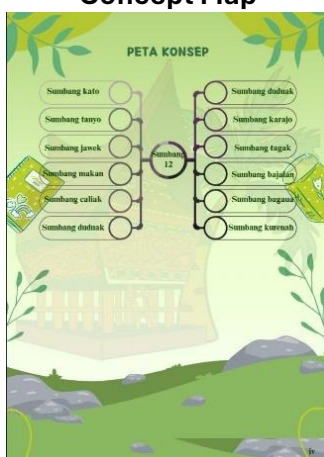 Concept Map
PETA KONSEP
Sumbang kato
Sumbang tanyo
Sumbang jawek
Sumbang makan
Sumbang caliak
Sumbang duduak
Sumbang
12
Sumbang duduak
Sumbang karajo
Sumbang tagak
Sumbang bajalan
Sumbang bagaua
Sumbang kurenah
iv